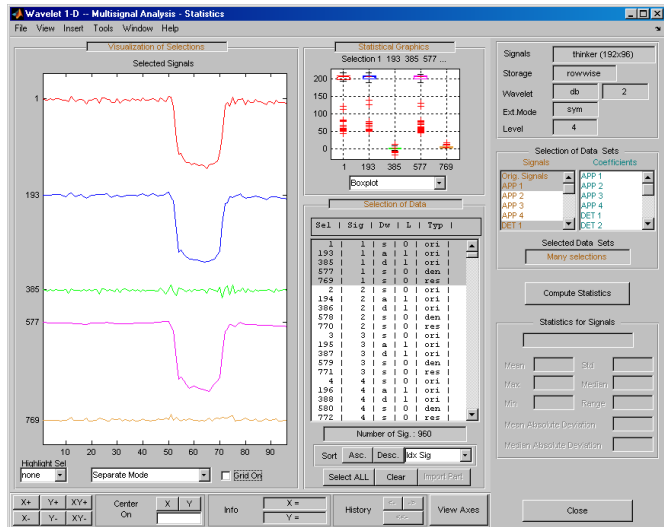 Wavelet 1-D -- Multisignal Analysis - Statistics
File View Insert Tools Window Help
Visualization of Selections
Selected Signals
1
193
385
577
769
10 20 30 40 50 60 70 80 90
Highlight Sel
none
Separate Mode
Grid On
Statistical Graphics
Selection 1 193 385 577 ...
200
150
100
50
0
1 193 385 577 769
Boxplot
Selection of Data
Sel | Sig | Dw | L | Typ |
1 | 1 | s | 0 | ori |
193 | 1 | a | 1 | ori |
385 | 1 | d | 1 | ori |
577 | 1 | s | 0 | den |
769 | 1 | s | 0 | res |
2 | 2 | s | 0 | ori |
194 | 2 | a | 1 | ori |
386 | 2 | d | 1 | ori |
578 | 2 | s | 0 | den |
770 | 2 | s | 0 | res |
3 | 3 | s | 0 | ori |
195 | 3 | a | 1 | ori |
387 | 3 | d | 1 | ori |
579 | 3 | s | 0 | den |
771 | 3 | s | 0 | res |
4 | 4 | s | 0 | ori |
196 | 4 | a | 1 | ori |
388 | 4 | d | 1 | ori |
580 | 4 | s | 0 | den |
772 | 4 | s | 0 | res |
Number of Sig. : 960
Sort Asc. Desc. Idx Sig
Select ALL Clear Import Part.
Signals thinker (192x96)
Storage rowwise
Wavelet db 2
Ext.Mode sym
Level 4
Selection of Data Sets
Signals Coefficients
Orig. Signals APP 1
APP 1 APP 2
APP 2 APP 3
APP 3 APP 4
APP 4 DET 1
DET 1 DET 2
Selected Data Sets
Many selections
Compute Statistics
Statistics for Signals
Mean Std
Max Median
Min Range
Mean Absolute Deviation
Median Absolute Deviation
X+ Y+ XY+
X- Y- XY-
Center On X Y
Info X =
Y =
History <- ->
<<-
View Axes
Close